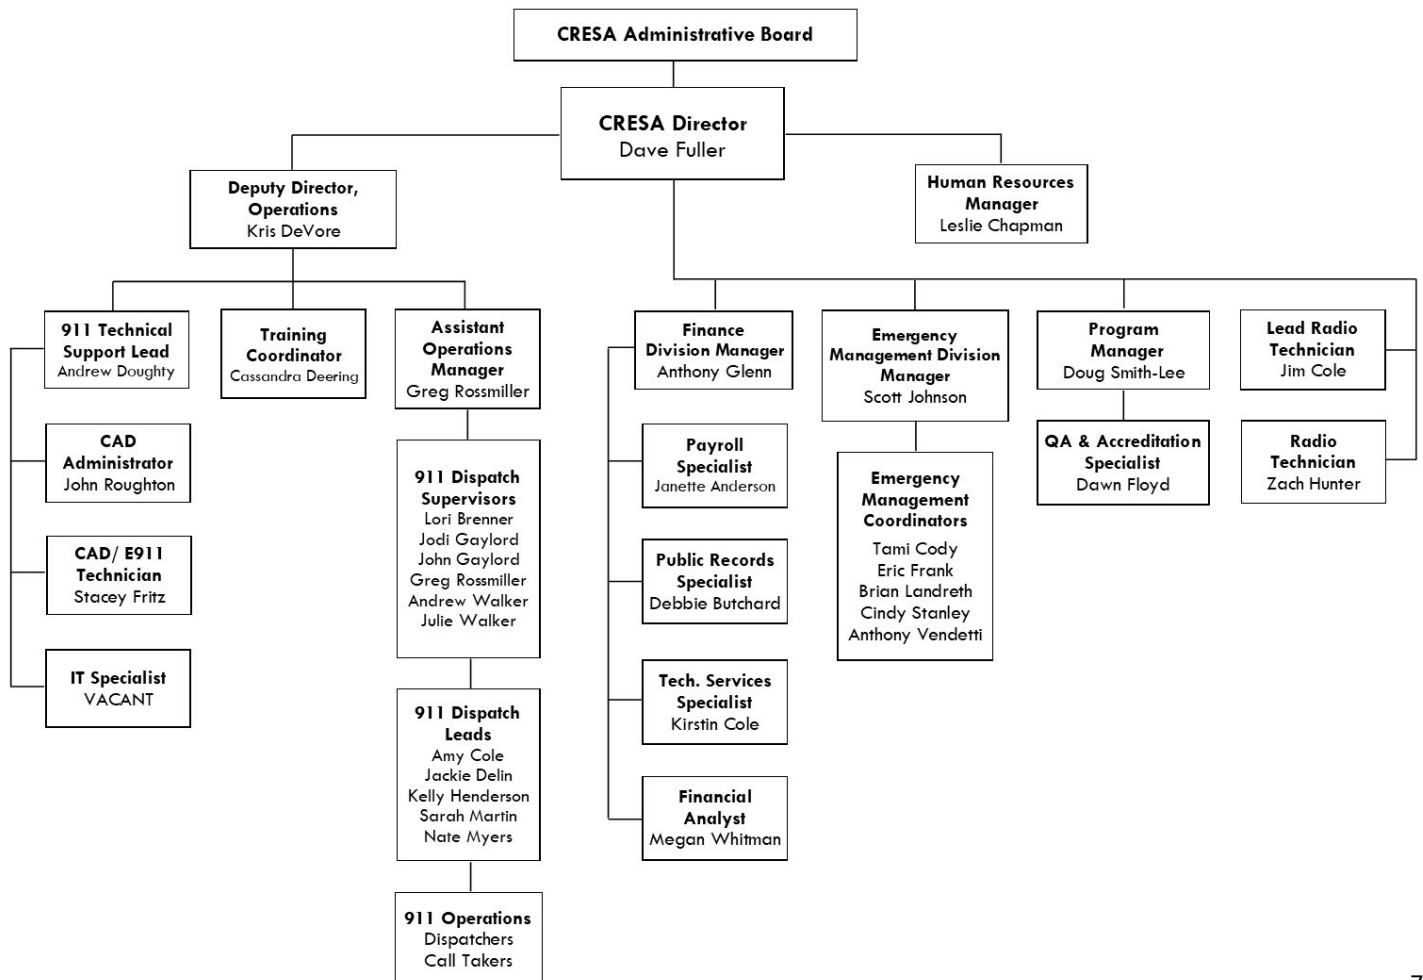 CRESA Administrative Board
CRESA Director
Dave Fuller
Deputy Director,
Operations
Kris DeVore
Human Resources
Manager
Leslie Chapman
911 Technical
Support Lead
Andrew Doughty
Training
Coordinator
Cassandra Deering
Assistant
Operations
Manager
Greg Rossmiller
Finance
Division Manager
Anthony Glenn
Emergency
Management Division
Manager
Scott Johnson
Program
Manager
Doug Smith-Lee
Lead Radio
Technician
Jim Cole
CAD
Administrator
John Roughton
911 Dispatch
Supervisors
Lori Brenner
Jodi Gaylord
John Gaylord
Greg Rossmiller
Andrew Walker
Julie Walker
Payroll
Specialist
Janette Anderson
Emergency
Management
Coordinators
Tami Cody
Eric Frank
Brian Landreth
Cindy Stanley
Anthony Vendetti
QA & Accreditation
Specialist
Dawn Floyd
Radio
Technician
Zach Hunter
CAD/ E911
Technician
Stacey Fritz
Public Records
Specialist
Debbie Butchard
IT Specialist
VACANT
911 Dispatch
Leads
Amy Cole
Jackie Delin
Kelly Henderson
Sarah Martin
Nate Myers
Tech. Services
Specialist
Kirstin Cole
Financial
Analyst
Megan Whitman
911 Operations
Dispatchers
Call Takers